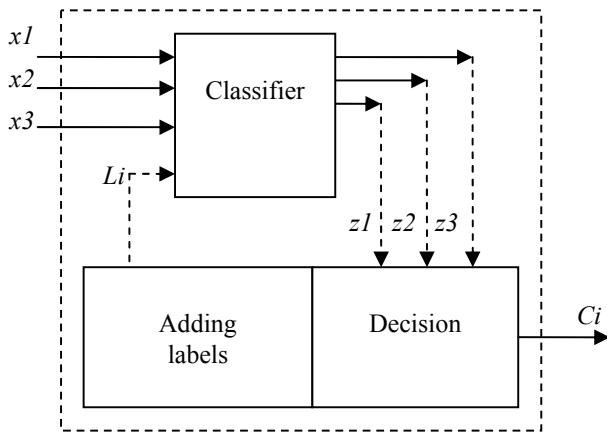 x1
x2
Classifier
x3
Li
z1 z2 z3
Adding
labels
Decision
Ci